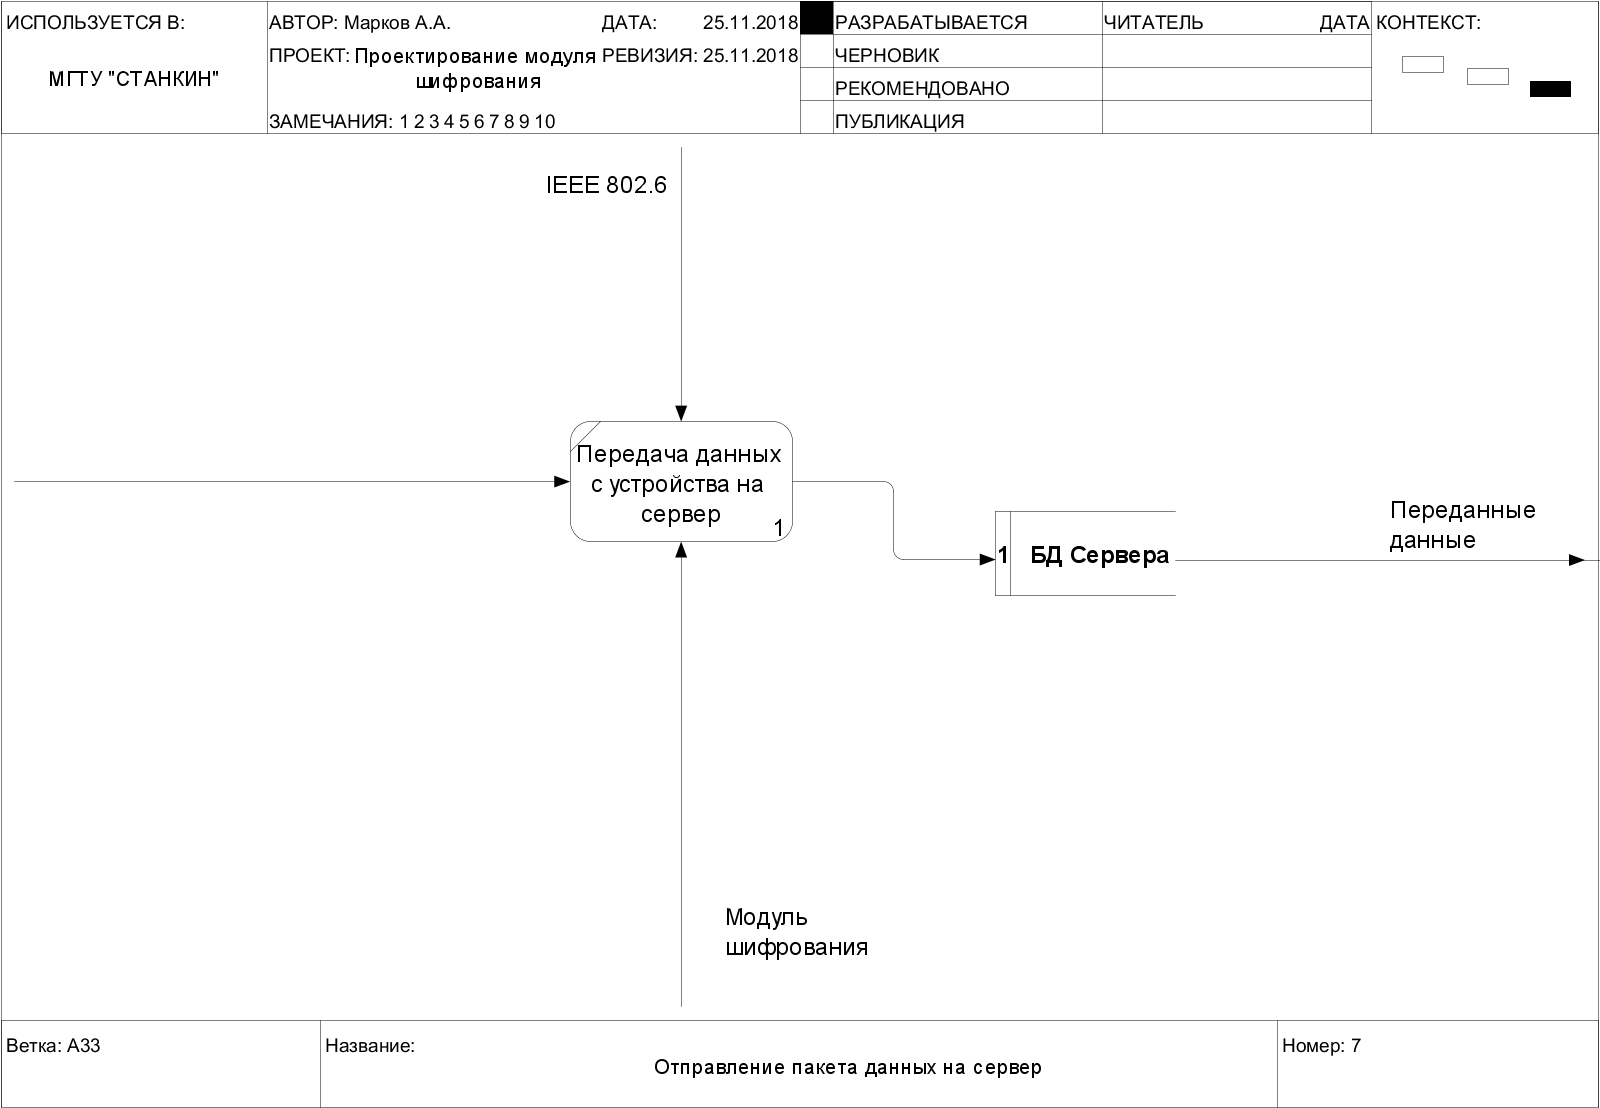 ИСПОЛЬЗУЕТСЯ В:
МГТУ "СТАНКИН"
АВТОР: Марков А.А.
ДАТА: 25.11.2018
ПРОЕКТ: Проектирование модуля
шифрования
РЕВИЗИЯ: 25.11.2018
ЗАМЕЧАНИЯ: 1 2 3 4 5 6 7 8 9 10
РАЗРАБАТЫВАЕТСЯ
ЧЕРНОВИК
РЕКОМЕНДОВАНО
ПУБЛИКАЦИЯ
ЧИТАТЕЛЬ ДАТА
КОНТЕКСТ:
IEEE 802.6
Передача данных
с устройства на
сервер
1
1 БД Сервера
Переданные
данные
Модуль
шифрования
Ветка: A33
Название:
Отправление пакета данных на сервер
Номер: 7